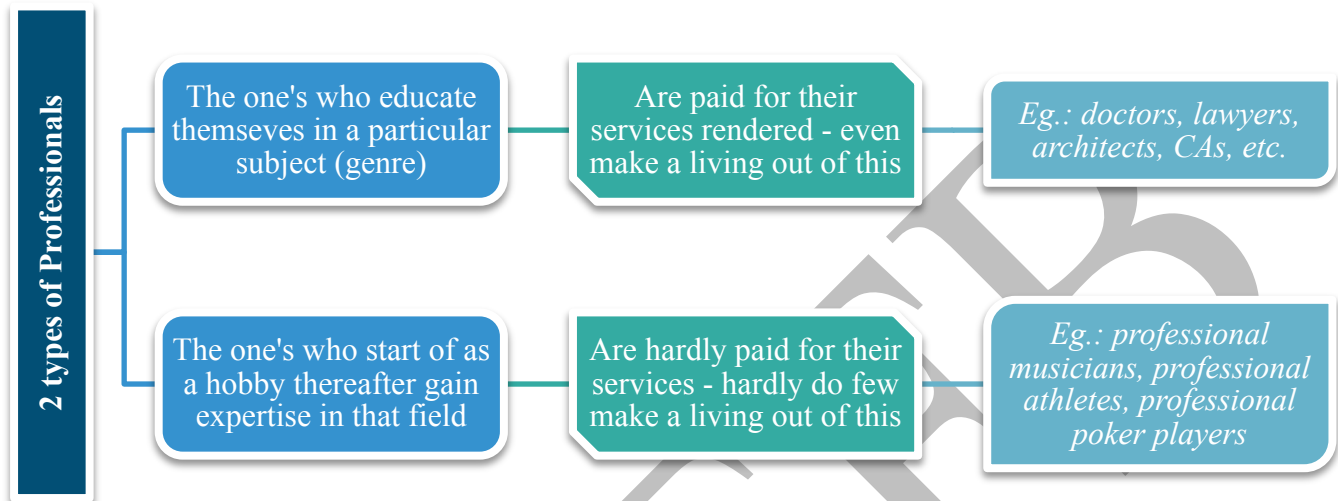 2 types of Professionals
The one's who educate
themseves in a particular
subject (genre)
Are paid for their
services rendered - even
make a living out of this
Eg.: doctors, lawyers,
architects, CAs, etc.
The one's who start of as
a hobby thereafter gain
expertise in that field
Are hardly paid for their
services - hardly do few
make a living out of this
Eg.: professional
musicians, professional
athletes, professional
poker players